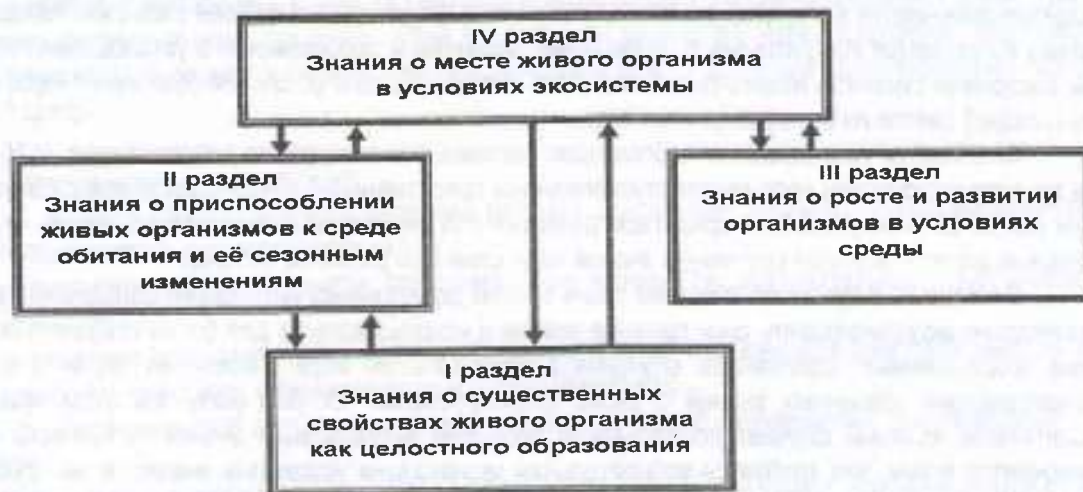 IV раздел
Знания о месте живого организма
в условиях экосистемы
II раздел
Знания о приспособлении
живых организмов к среде
обитания и её сезонным
изменениям
III раздел
Знания о росте и развитии
организмов в условиях
среды
I раздел
Знания о существенных
свойствах живого организма
как целостного образования